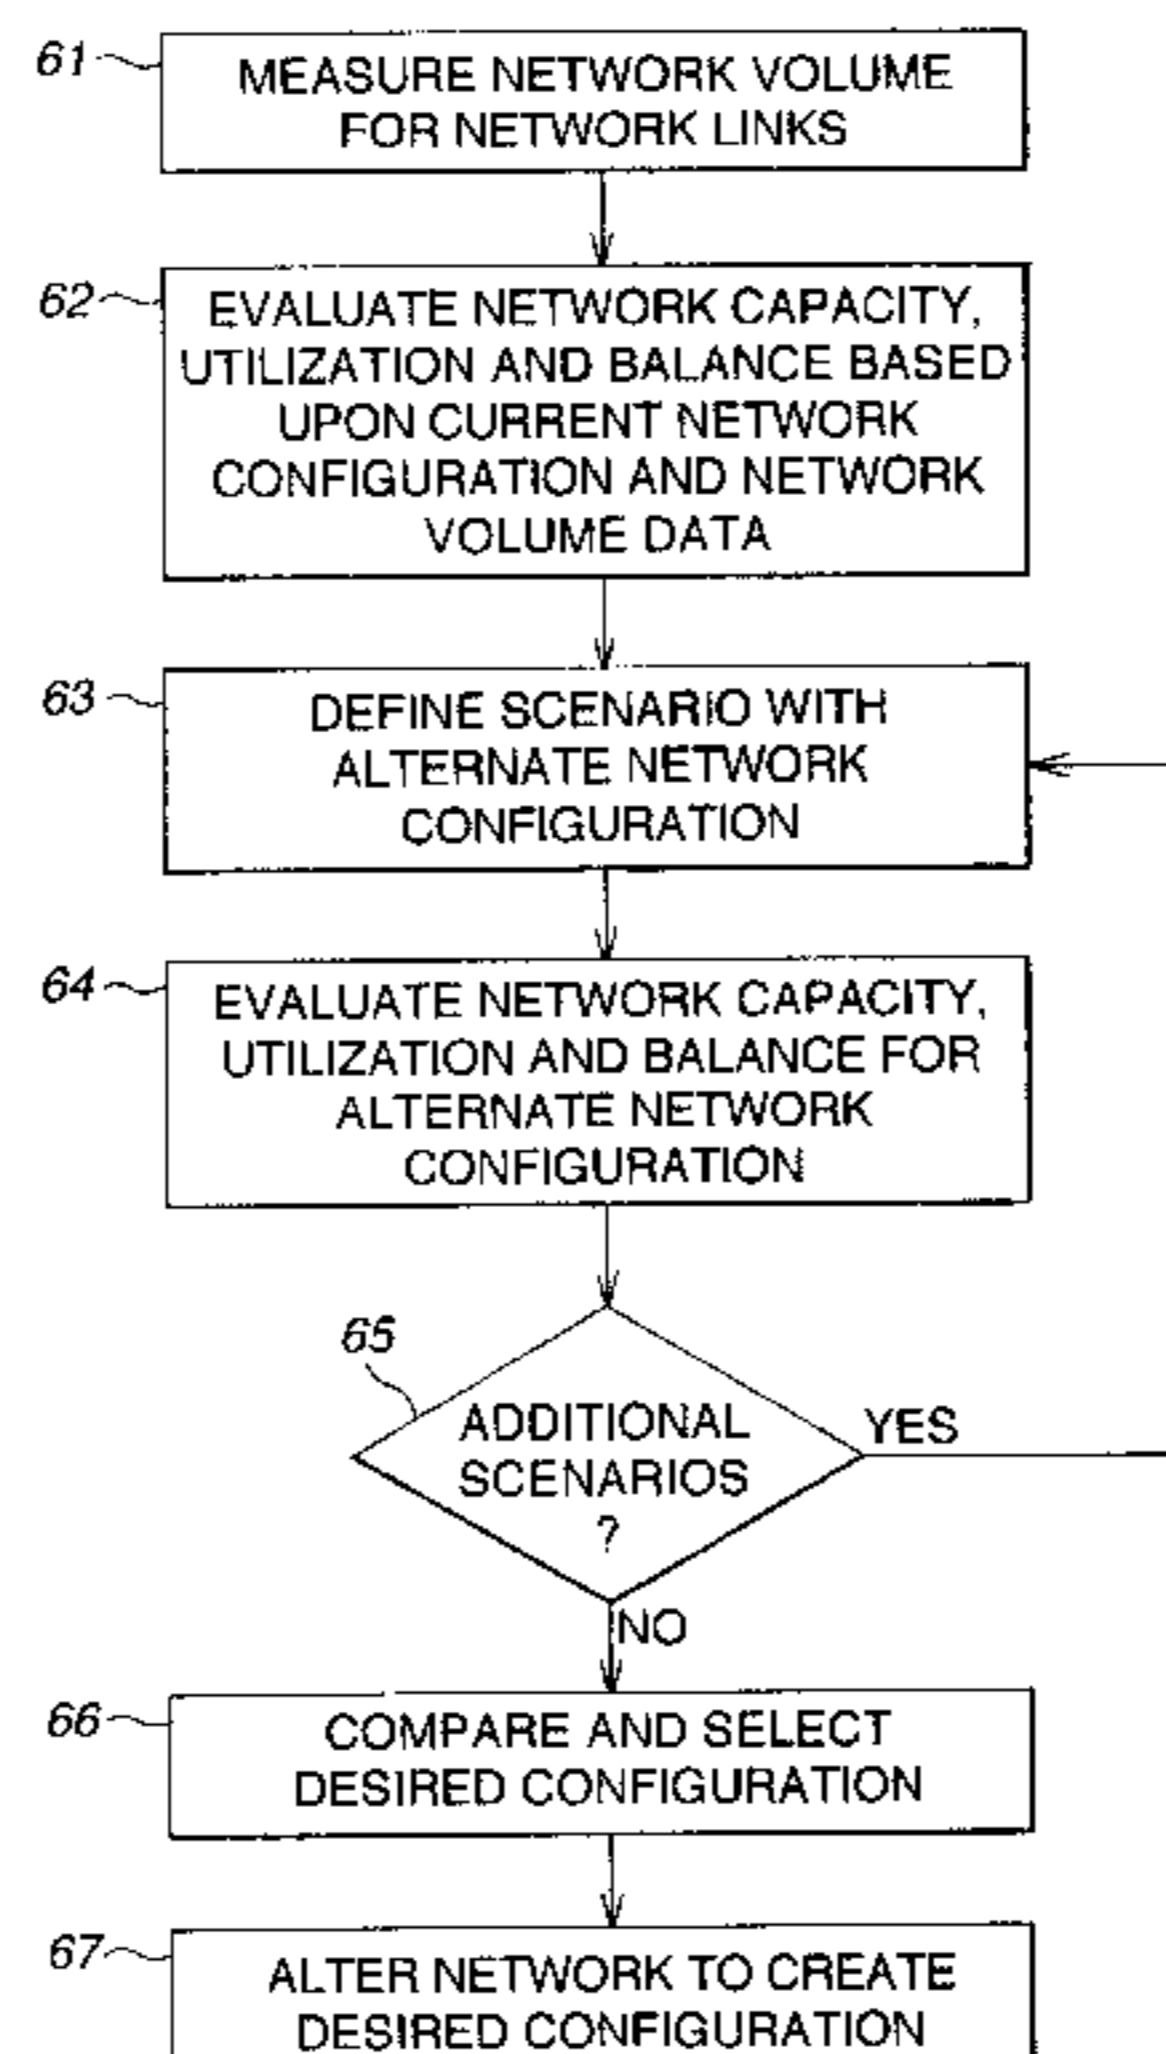 61
MEASURE NETWORK VOLUME
FOR NETWORK LINKS
62
EVALUATE NETWORK CAPACITY,
UTILIZATION AND BALANCE BASED
UPON CURRENT NETWORK
CONFIGURATION AND NETWORK
VOLUME DATA
63
DEFINE SCENARIO WITH
ALTERNATE NETWORK
CONFIGURATION
64
EVALUATE NETWORK CAPACITY,
UTILIZATION AND BALANCE FOR
ALTERNATE NETWORK
CONFIGURATION
65
ADDITIONAL
SCENARIOS
?
YES
NO
66
COMPARE AND SELECT
DESIRED CONFIGURATION
67
ALTER NETWORK TO CREATE
DESIRED CONFIGURATION